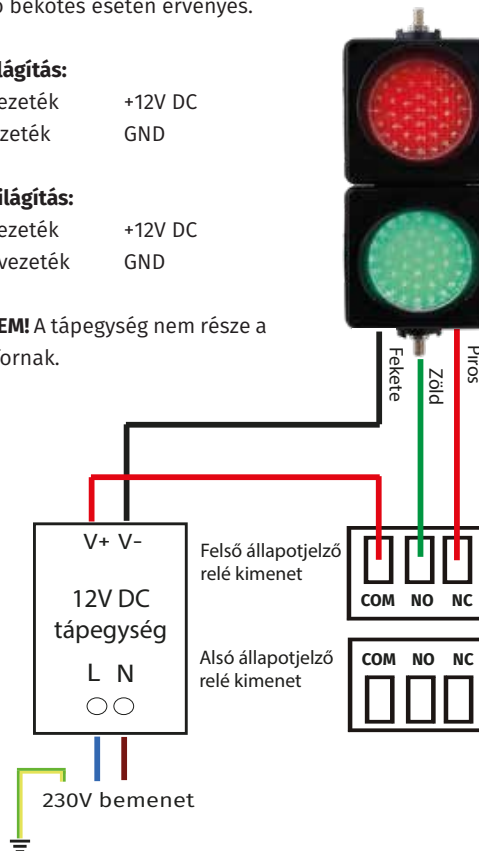 bekötés esetén érvényes.
lágítás:
ezeték +12V DC
zeték GND
ilágítás:
ezeték +12V DC
vezeték GND
EM! A tápegység nem része a
fornak.
Fekete
Zöld
Piros
V+ V-
12V DC
tápegység
L N
230V bemenet
Felső állapotjelző
relé kimenet
COM NO NC
Alsó állapotjelző
relé kimenet
COM NO NC